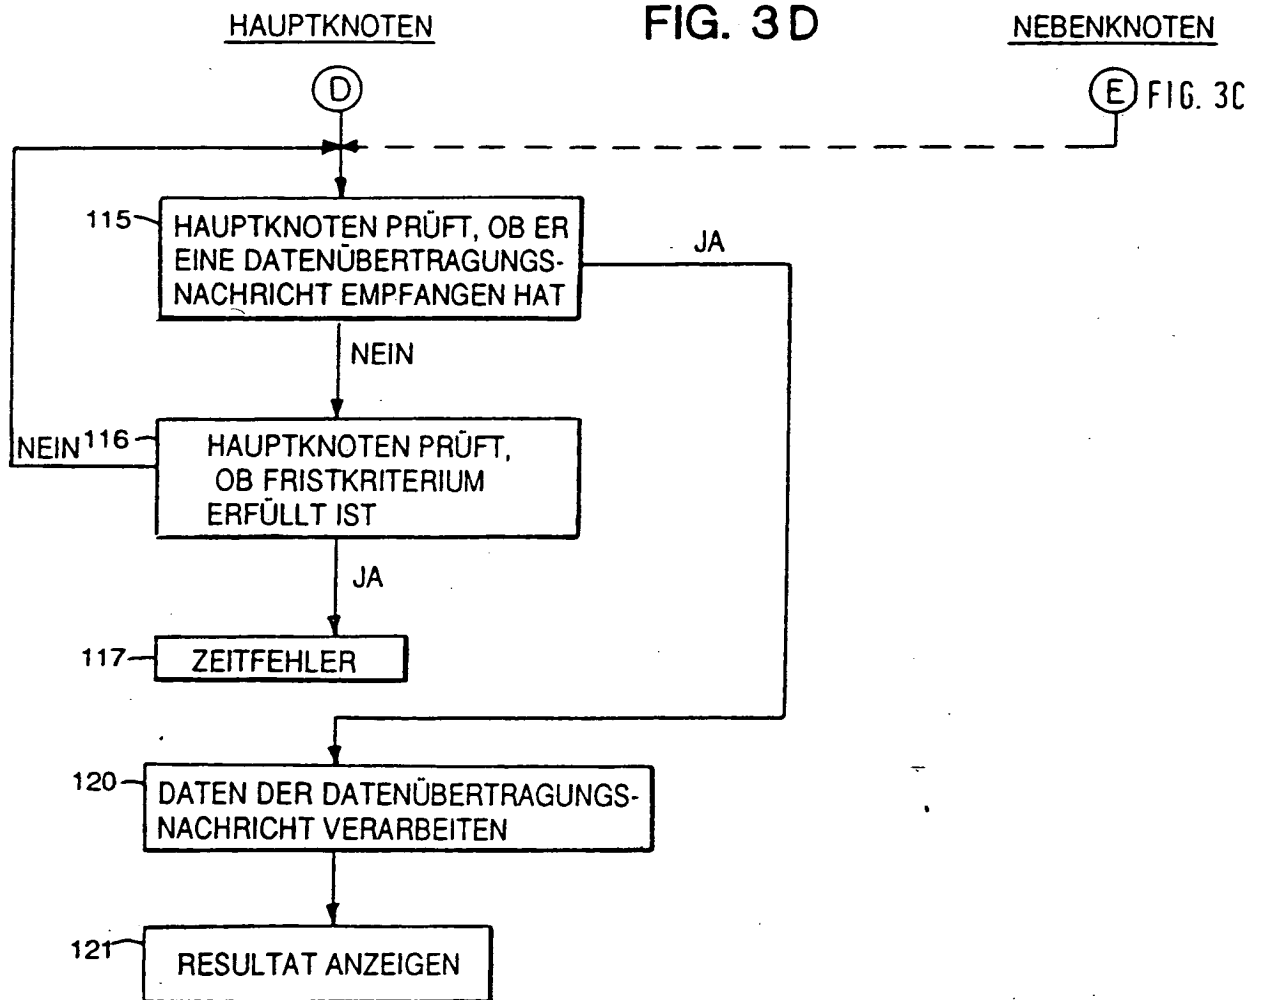 HAUPTKNOTEN
FIG. 3D
NEBENKNOTEN
D
E FIG. 3C
115
HAUPTKNOTEN PRÜFT, OB ER
EINE DATENÜBERTRAGUNGS-
NACHRICHT EMPFANGEN HAT
JA
NEIN
NEIN
116
HAUPTKNOTEN PRÜFT,
OB FRISTKRITERIUM
ERFÜLLT IST
JA
117
ZEITFEHLER
120
DATEN DER DATENÜBERTRAGUNGS-
NACHRICHT VERARBEITEN
121
RESULTAT ANZEIGEN